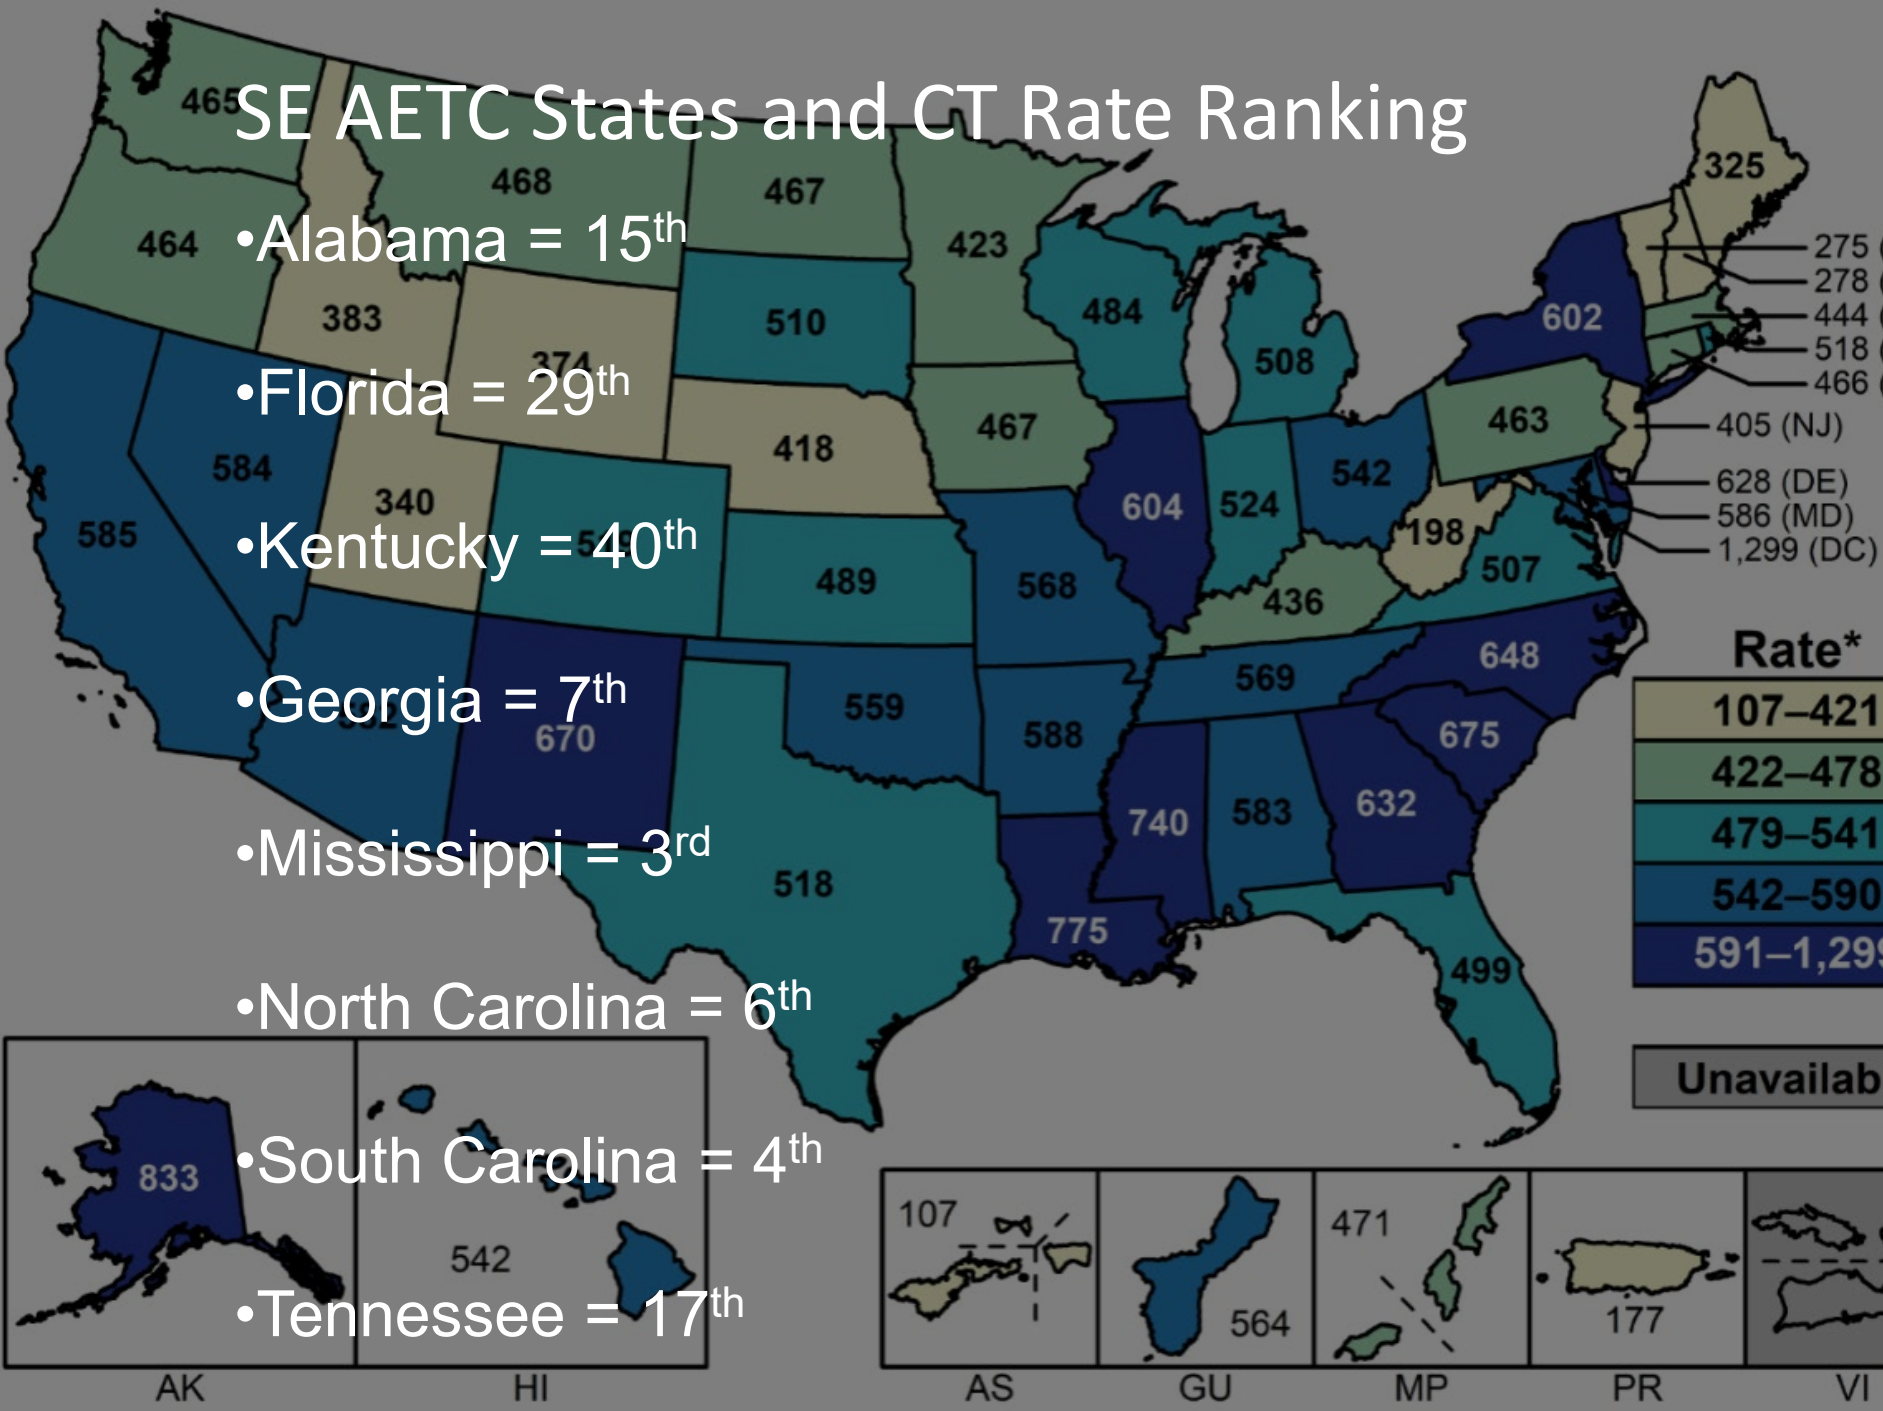 SE AETC States and CT Rate Ranking
•Alabama = 15th
•Florida = 29th
•Kentucky = 40th
•Georgia = 7th
•Mississippi = 3rd
•North Carolina = 6th
•South Carolina = 4th
•Tennessee = 17th
465
468
467
464
423
325
383
374
510
484
508
602
275 (
278 (
444 (
518 (
466 (
405 (NJ)
628 (DE)
586 (MD)
1,299 (DC)
418
467
463
584
340
604
524
542
198
585
489
568
436
507
648
670
559
588
569
675
518
740
583
632
775
499
Rate*
107–421
422–478
479–541
542–590
591–1,299
Unavailab
833
AK
542
HI
107
AS
564
GU
471
MP
177
PR
VI